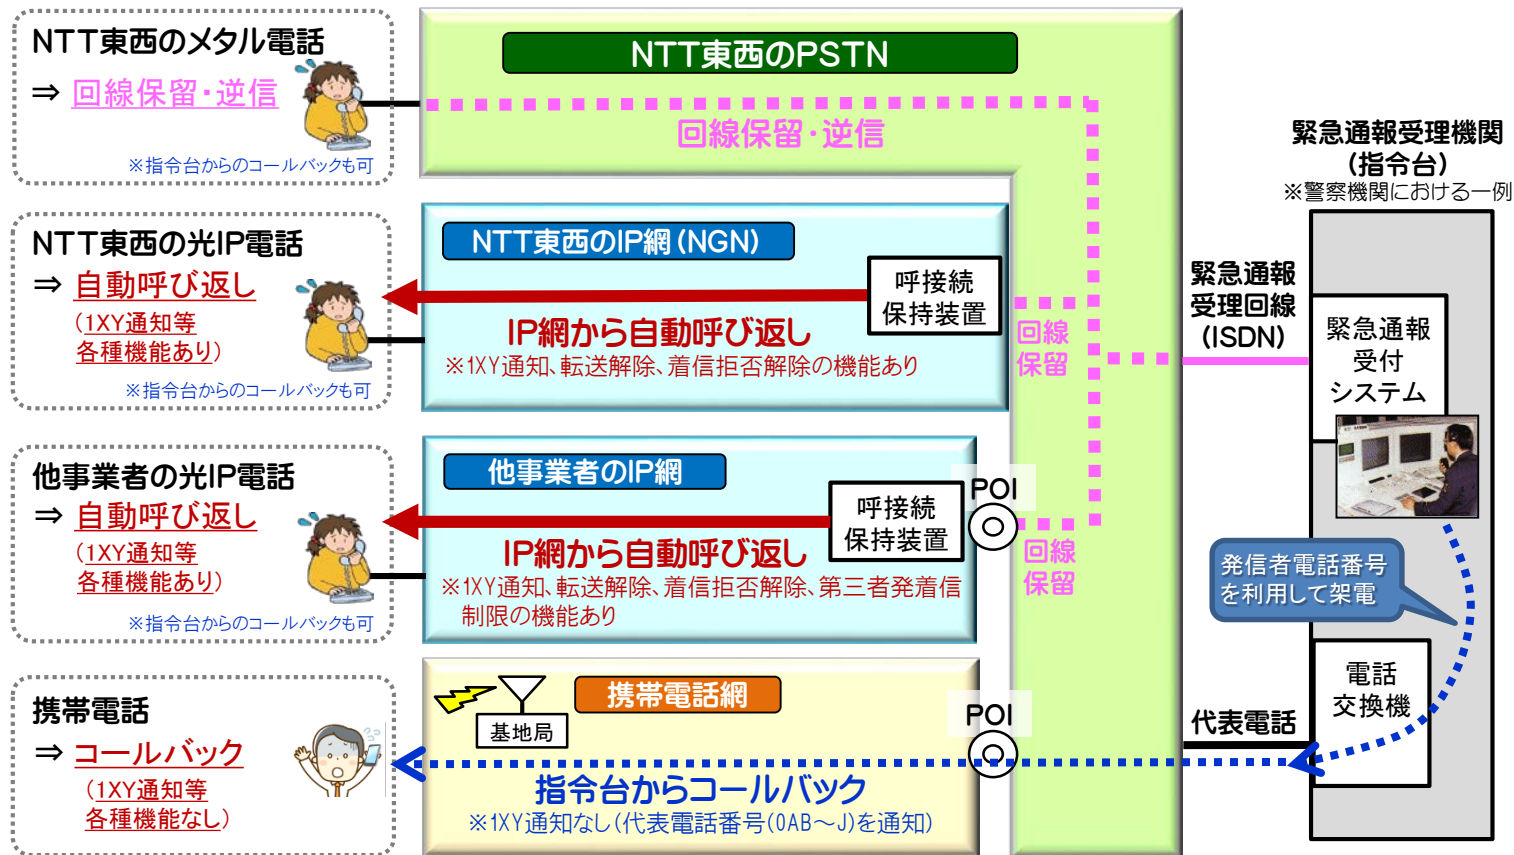 NTT東西のメタル電話
⇒ 回線保留・逆信
※指令台からのコールバックも可
NTT東西のPSTN
回線保留・逆信
緊急通報受理機関
(指令台)
※警察機関における一例
NTT東西の光IP電話
⇒ 自動呼び返し
(1XY通知等
各種機能あり)
※指令台からのコールバックも可
NTT東西のIP網(NGN)
呼接続
保持装置
IP網から自動呼び返し
※1XY通知、転送解除、着信拒否解除の機能あり
回線
保留
緊急通報
受理回線
(ISDN)
緊急通報
受付
システム
他事業者の光IP電話
⇒ 自動呼び返し
(1XY通知等
各種機能あり)
※指令台からのコールバックも可
他事業者のIP網
呼接続
保持装置
POI
IP網から自動呼び返し
※1XY通知、転送解除、着信拒否解除、第三者発着信
制限の機能あり
回線
保留
発信者電話番号
を利用して架電
携帯電話
⇒ コールバック
(1XY通知等
各種機能なし)
携帯電話網
基地局
POI
指令台からコールバック
※1XY通知なし(代表電話番号(0AB～J)を通知)
代表電話
電話
交換機